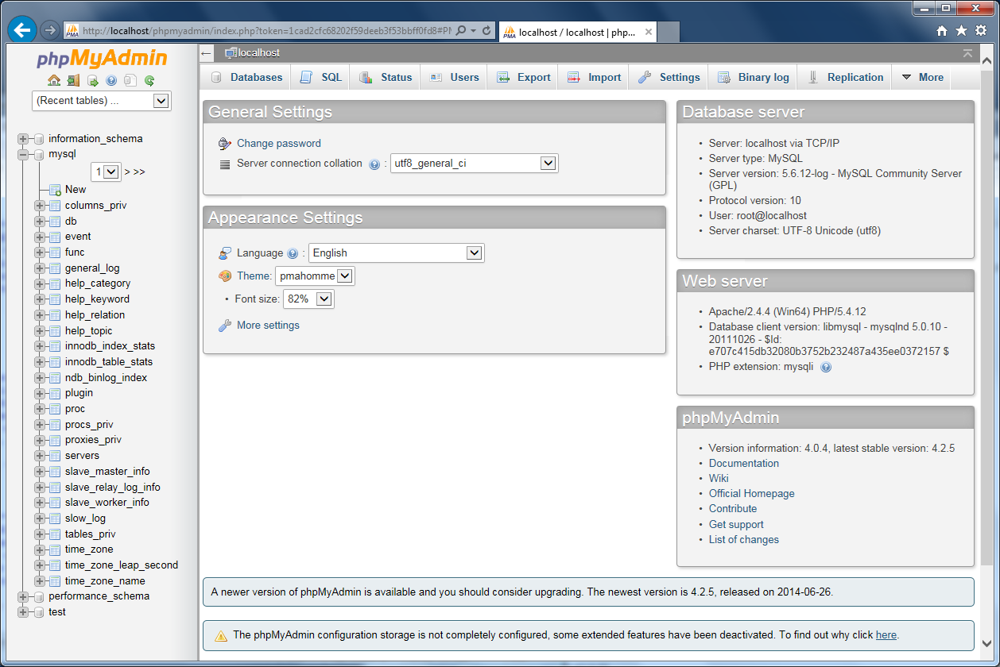 http://localhost/phpmyadmin/index.php?token=1cad2cfc68202f59deeb3f53bbff0fd8#PM
localhost / localhost | php...
phpMyAdmin
(Recent tables) ...
information_schema
mysql
1 > >>
New
columns_priv
db
event
func
general_log
help_category
help_keyword
help_relation
help_topic
innodb_index_stats
innodb_table_stats
ndb_binlog_index
plugin
proc
procs_priv
proxies_priv
servers
slave_master_info
slave_relay_log_info
slave_worker_info
slow_log
tables_priv
time_zone
time_zone_leap_second
time_zone_name
performance_schema
test
localhost
Databases SQL Status Users Export Import Settings Binary log Replication More
General Settings
Change password
Server connection collation : utf8_general_ci
Appearance Settings
Language : English
Theme: pmahomme
• Font size: 82%
More settings
Database server
• Server: localhost via TCP/IP
• Server type: MySQL
• Server version: 5.6.12-log - MySQL Community Server
(GPL)
• Protocol version: 10
• User: root@localhost
• Server charset: UTF-8 Unicode (utf8)
Web server
• Apache/2.4.4 (Win64) PHP/5.4.12
• Database client version: libmysql - mysqlnd 5.0.10 -
20111026 - $Id:
e707c415db32080b3752b232487a435ee0372157 $
• PHP extension: mysqli
phpMyAdmin
• Version information: 4.0.4, latest stable version: 4.2.5
• Documentation
• Wiki
• Official Homepage
• Contribute
• Get support
• List of changes
A newer version of phpMyAdmin is available and you should consider upgrading. The newest version is 4.2.5, released on 2014-06-26.
The phpMyAdmin configuration storage is not completely configured, some extended features have been deactivated. To find out why click here.